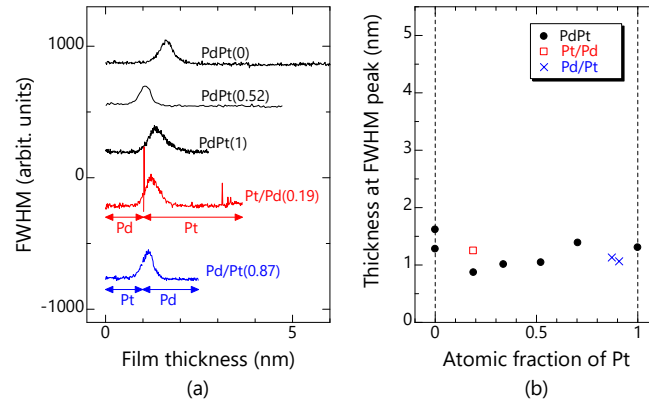 1000
0
-1000
FWHM (arbit. units)
PdPt(0)
PdPt(0.52)
PdPt(1)
Pt/Pd(0.19)
Pd
Pt
Pd/Pt(0.87)
Pt
Pd
0
5
Film thickness (nm)
(a)
Thickness at FWHM peak (nm)
5
4
3
2
1
0
PdPt
Pt/Pd
Pd/Pt
0
0.5
1
Atomic fraction of Pt
(b)